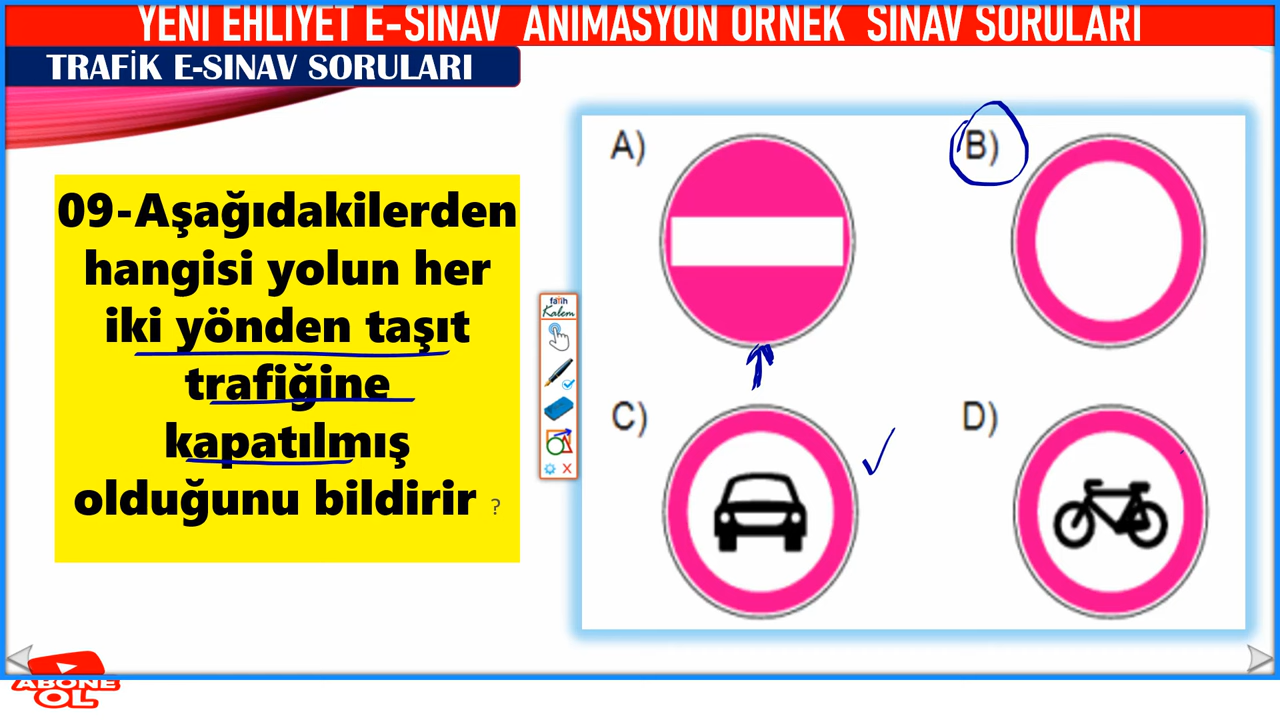 YENİ EHLİYET E-SINAV ANİMASYON ÖRNEK SINAV SORULARI
TRAFİK E-SINAV SORULARI
09-Aşağıdakilerden
hangisi yolun her
iki yönden taşıt
trafiğine
kapatılmış
olduğunu bildirir ?
A)
B)
fatih
Kalem
C)
D)
ABONE
OL